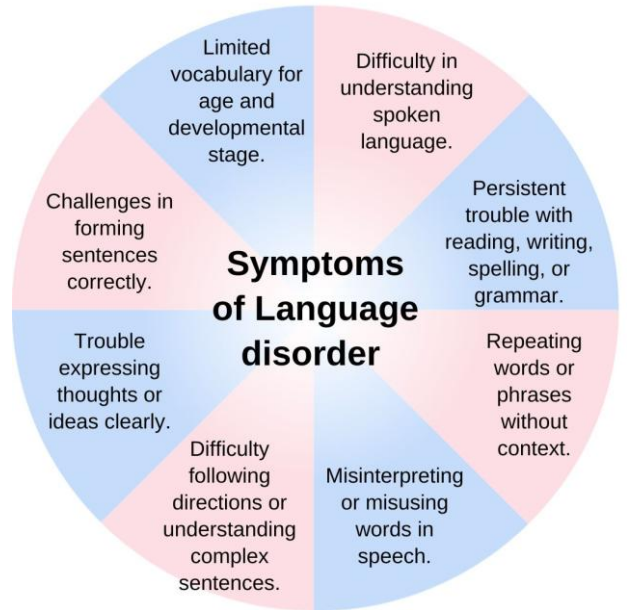 Symptoms
of Language
disorder
Difficulty in
understanding
spoken
language.
Persistent
trouble with
reading, writing,
spelling, or
grammar.
Repeating
words or
phrases
without
context.
Misinterpreting
or misusing
words in
speech.
Difficulty
following
directions or
understanding
complex
sentences.
Trouble
expressing
thoughts or
ideas clearly.
Challenges in
forming
sentences
correctly.
Limited
vocabulary for
age and
developmental
stage.